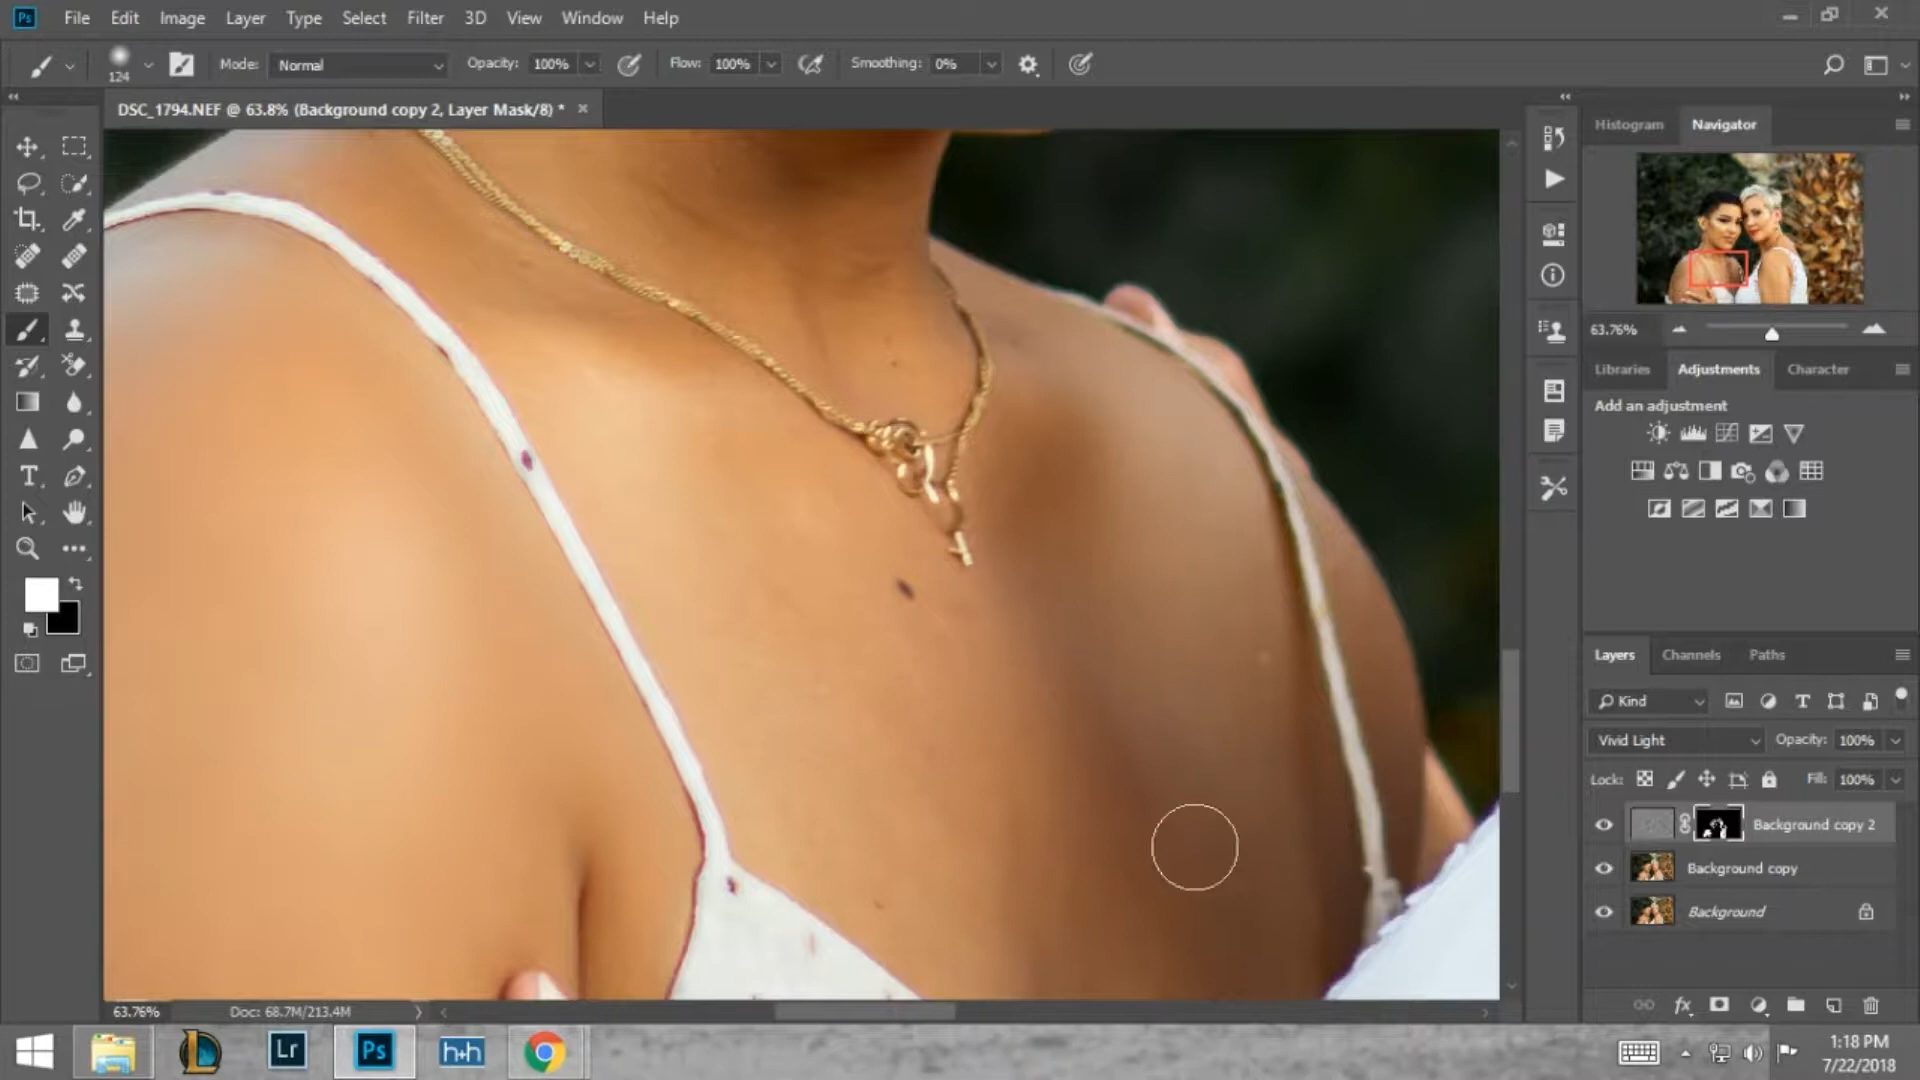 Ps File Edit Image Layer Type Select Filter 3D View Window Help
124 Mode: Normal Opacity: 100% Flow: 100% Smoothing: 0%
DSC_1794.NEF @ 63.8% (Background copy 2, Layer Mask/8) *
Histogram Navigator
63.76%
Libraries Adjustments Character
Add an adjustment
Layers Channels Paths
Kind
Vivid Light Opacity: 100%
Lock: Fill: 100%
Background copy 2
Background copy
Background
63.76% Doc: 68.7M/213.4M
Lr Ps h+h
1:18 PM
7/22/2018